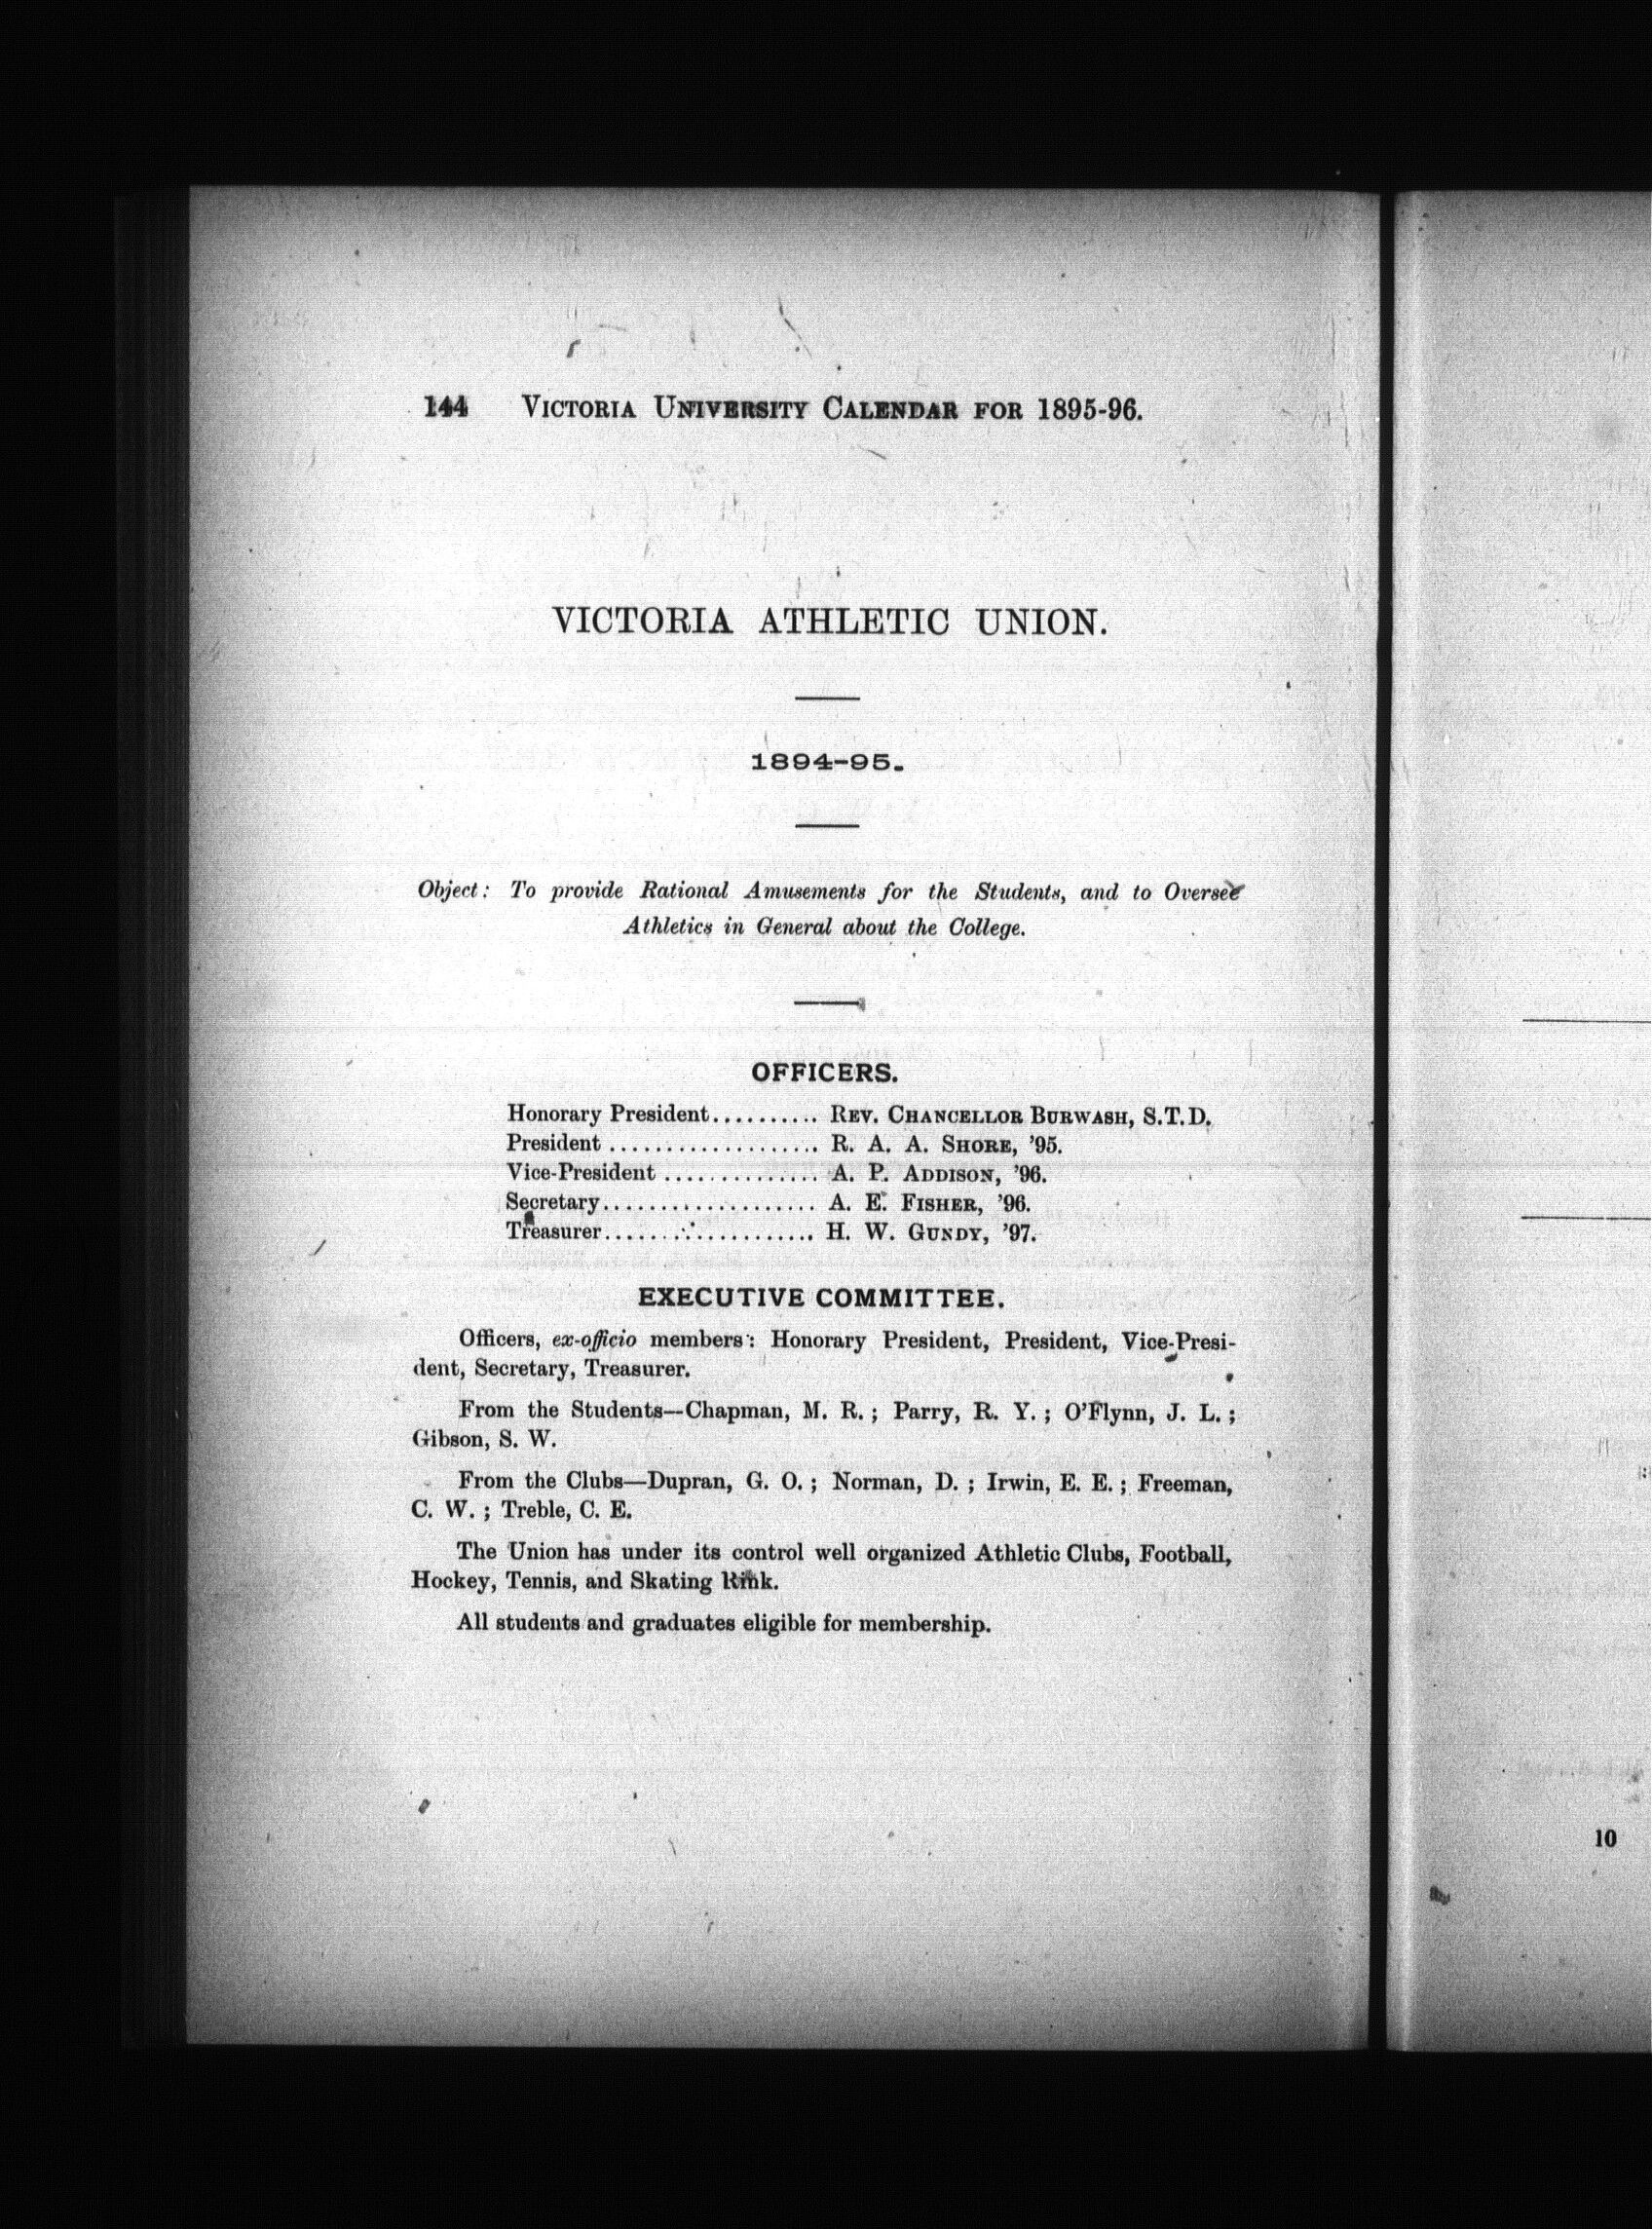 144 VICTORIA UNIVERSITY CALENDAR FOR 1895-96.
VICTORIA ATHLETIC UNION.
1894-95.
Object: To provide Rational Amusements for the Students, and to Oversee
Athletics in General about the College.
OFFICERS.
Honorary President.......... REV. CHANCELLOR BURWASH, S.T.D.
President .................... R. A. A. SHORE, '95.
Vice-President ............... A. P. ADDISON, '96.
Secretary.................... A. E. FISHER, '96.
Treasurer.................... H. W. GUNDY, '97.
EXECUTIVE COMMITTEE.
Officers, ex-officio members: Honorary President, President, Vice-Presi-
dent, Secretary, Treasurer.
From the Students—Chapman, M. R.; Parry, R. Y.; O'Flynn, J. L.;
Gibson, S. W.
From the Clubs—Dupran, G. O.; Norman, D.; Irwin, E. E.; Freeman,
C. W.; Treble, C. E.
The Union has under its control well organized Athletic Clubs, Football,
Hockey, Tennis, and Skating Rink.
All students and graduates eligible for membership.
10